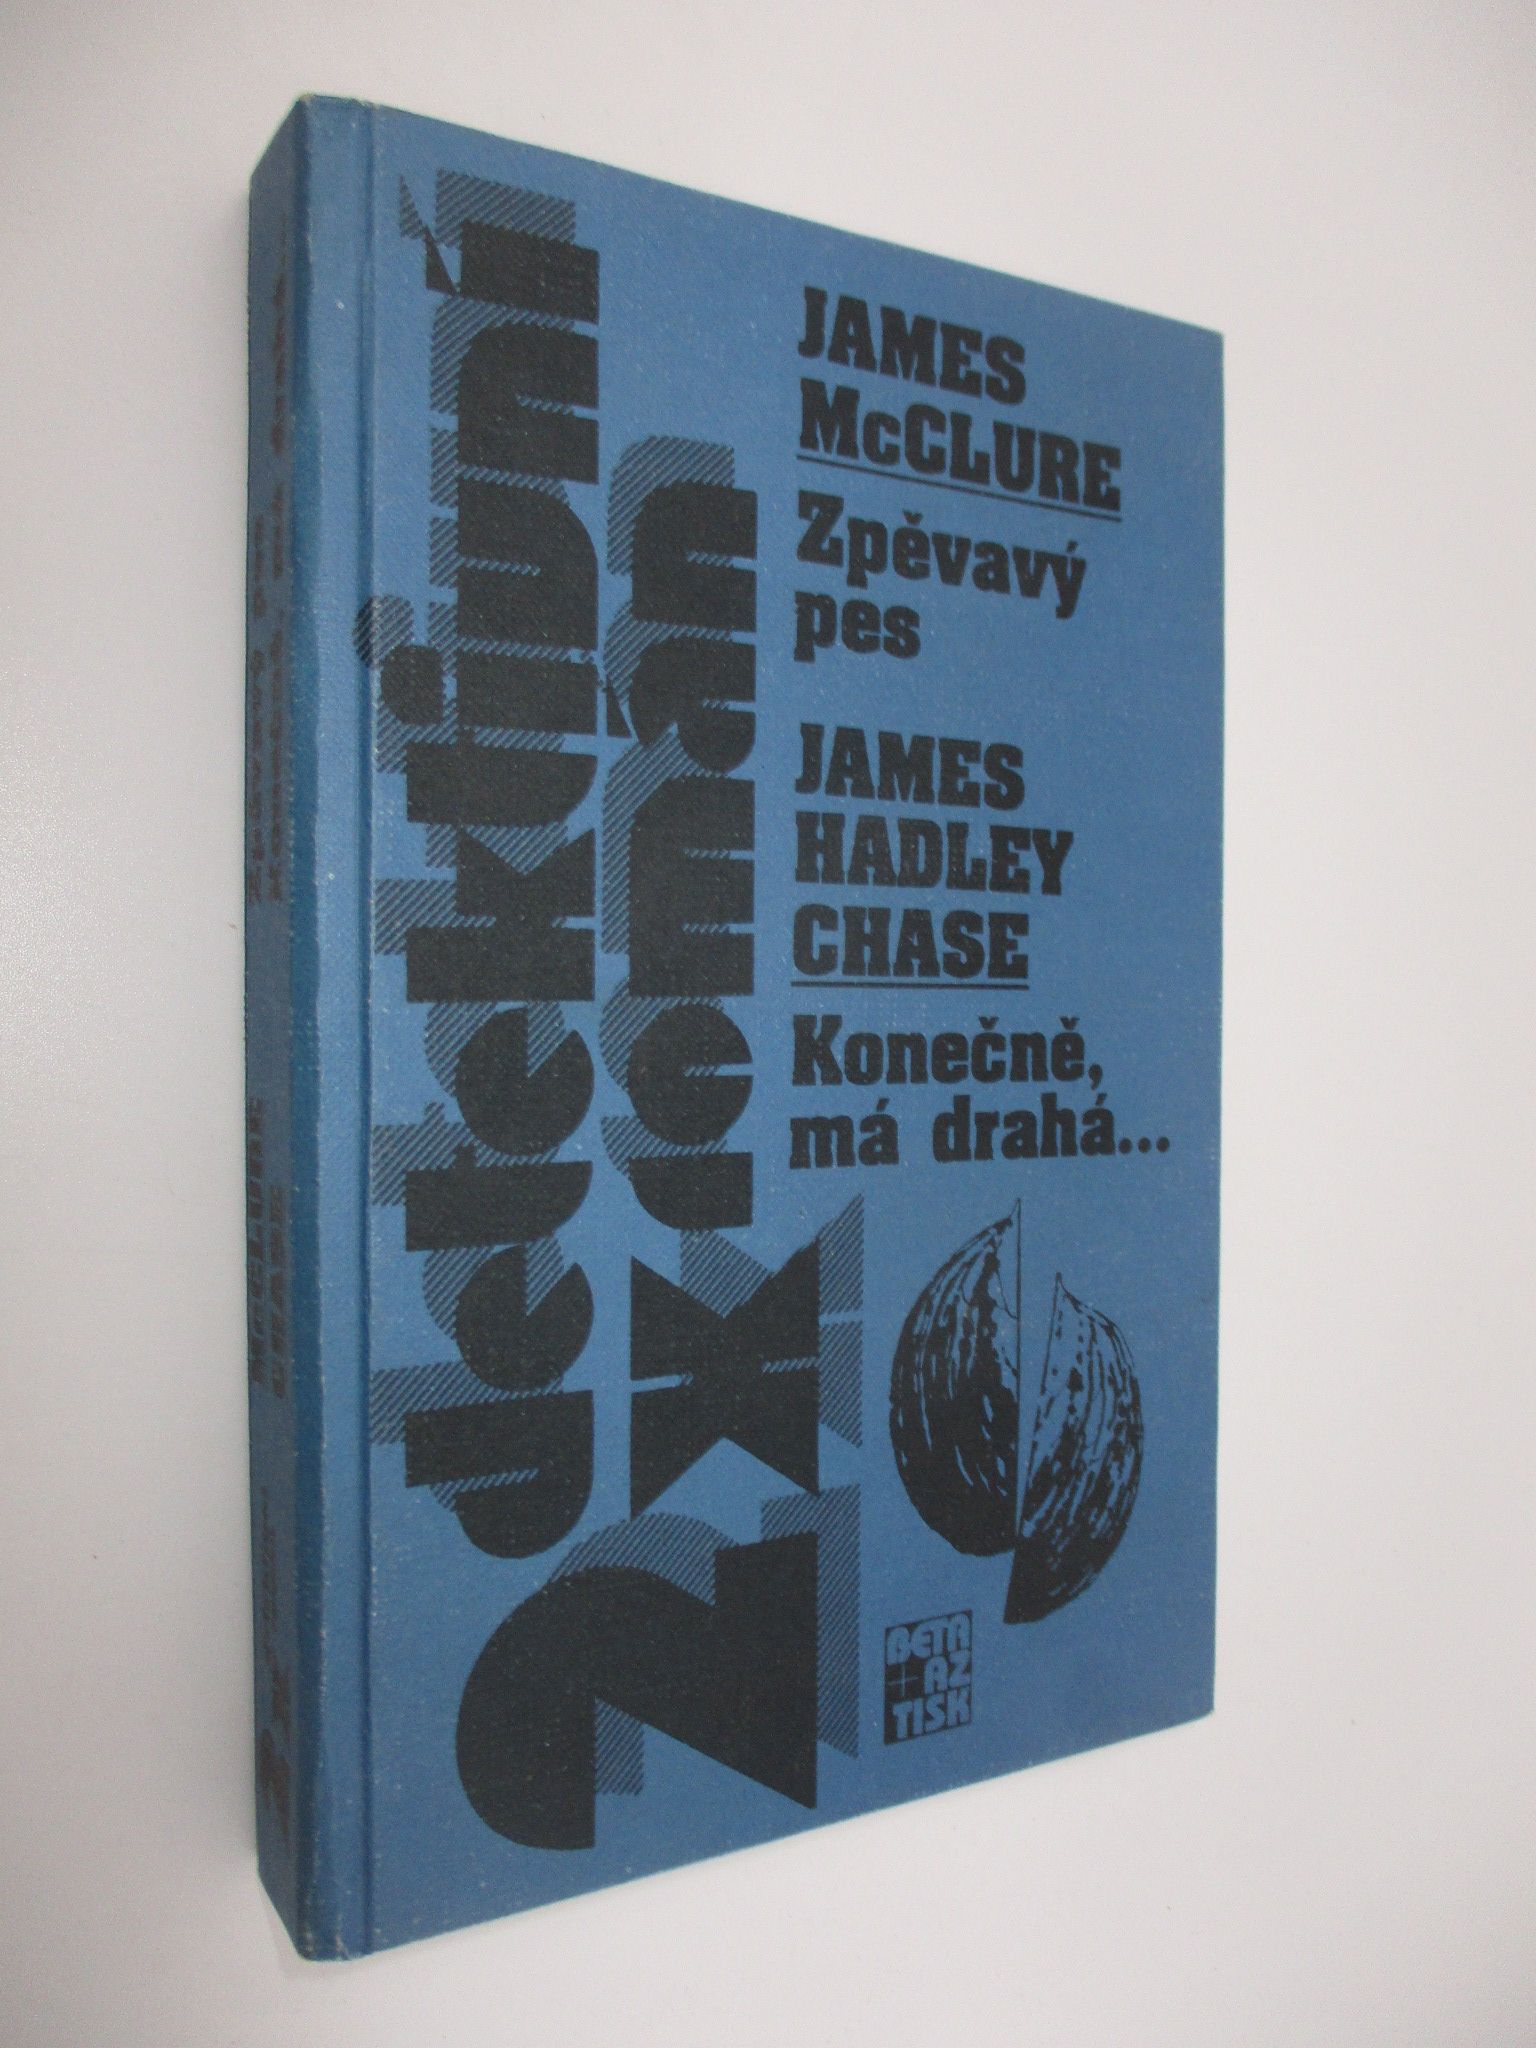 2x detektivní
román
JAMES
McCLURE
Zpěvavý
pes
JAMES
HADLEY
CHASE
Konečně,
má drahá...
BETA
+AZ
TISK